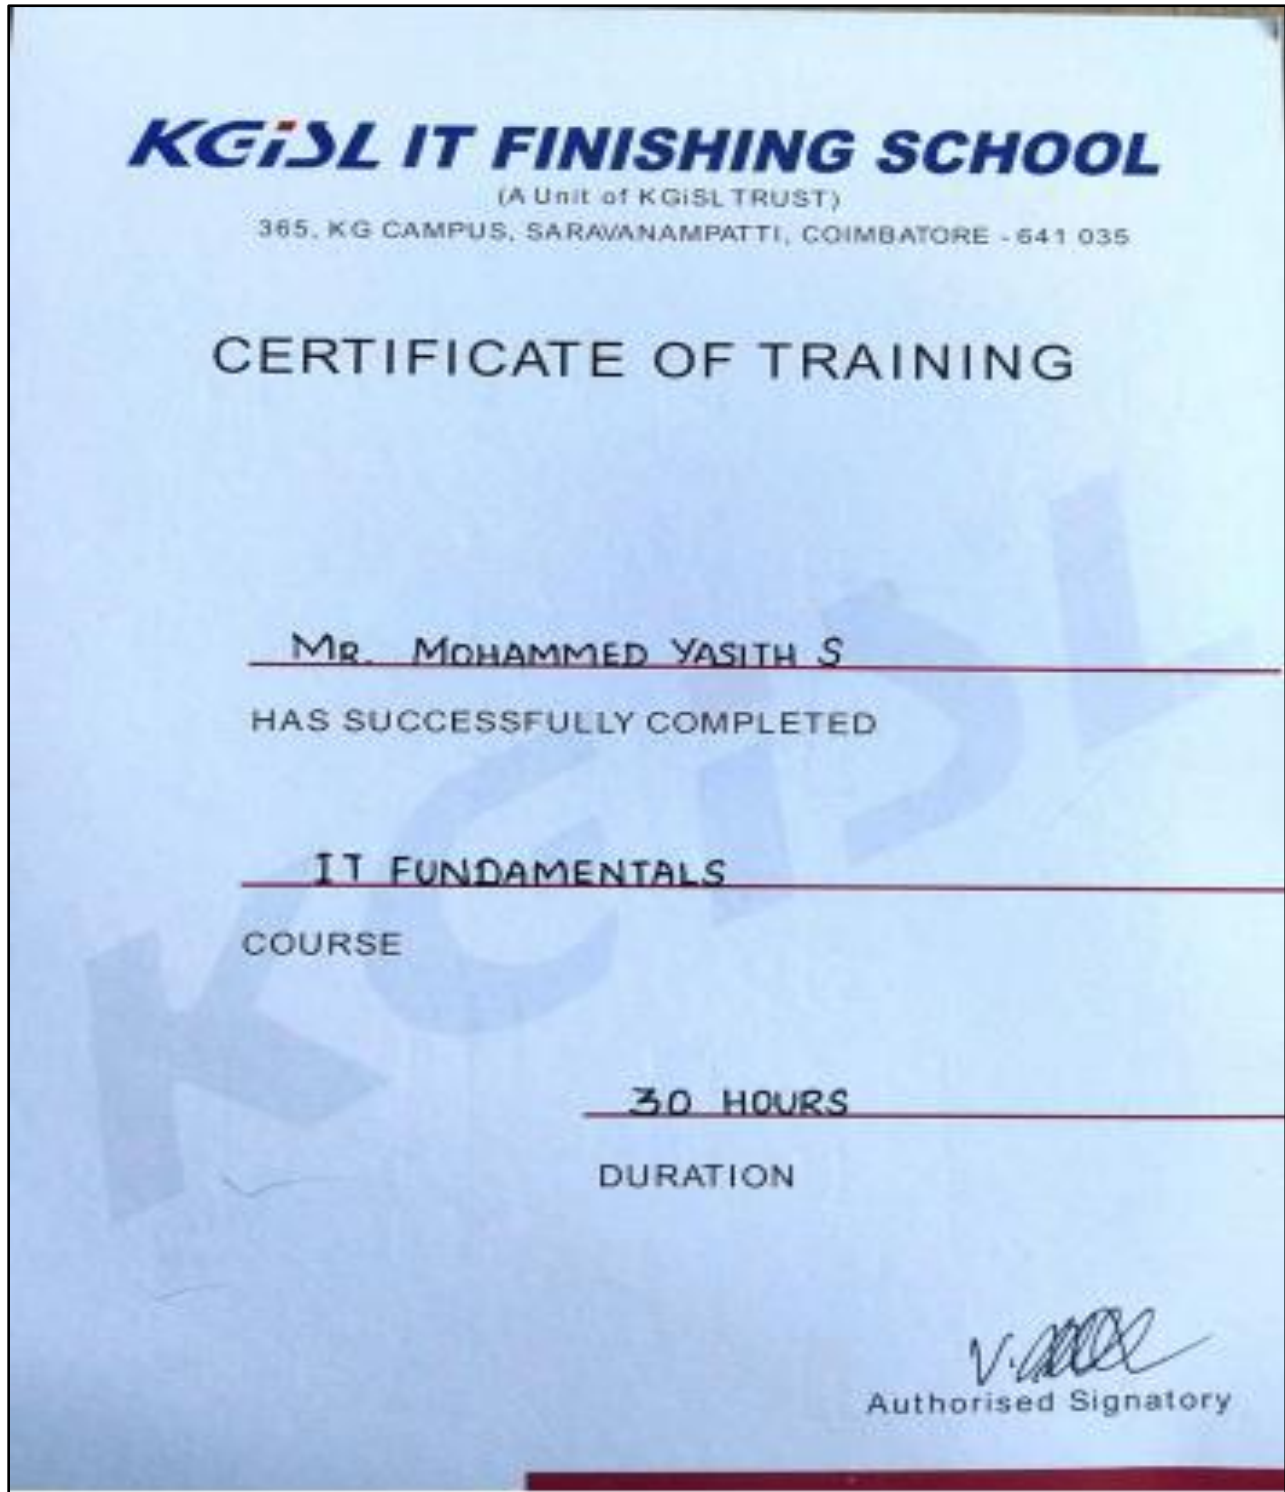 KGiSL IT FINISHING SCHOOL
(A Unit of KGiSL TRUST)
365, KG CAMPUS, SARAVANAMPATTI, COIMBATORE - 641 035
CERTIFICATE OF TRAINING
MR. MOHAMMED YASITH S
HAS SUCCESSFULLY COMPLETED
IT FUNDAMENTALS
COURSE
30 HOURS
DURATION
Authorised Signatory
KGiSL